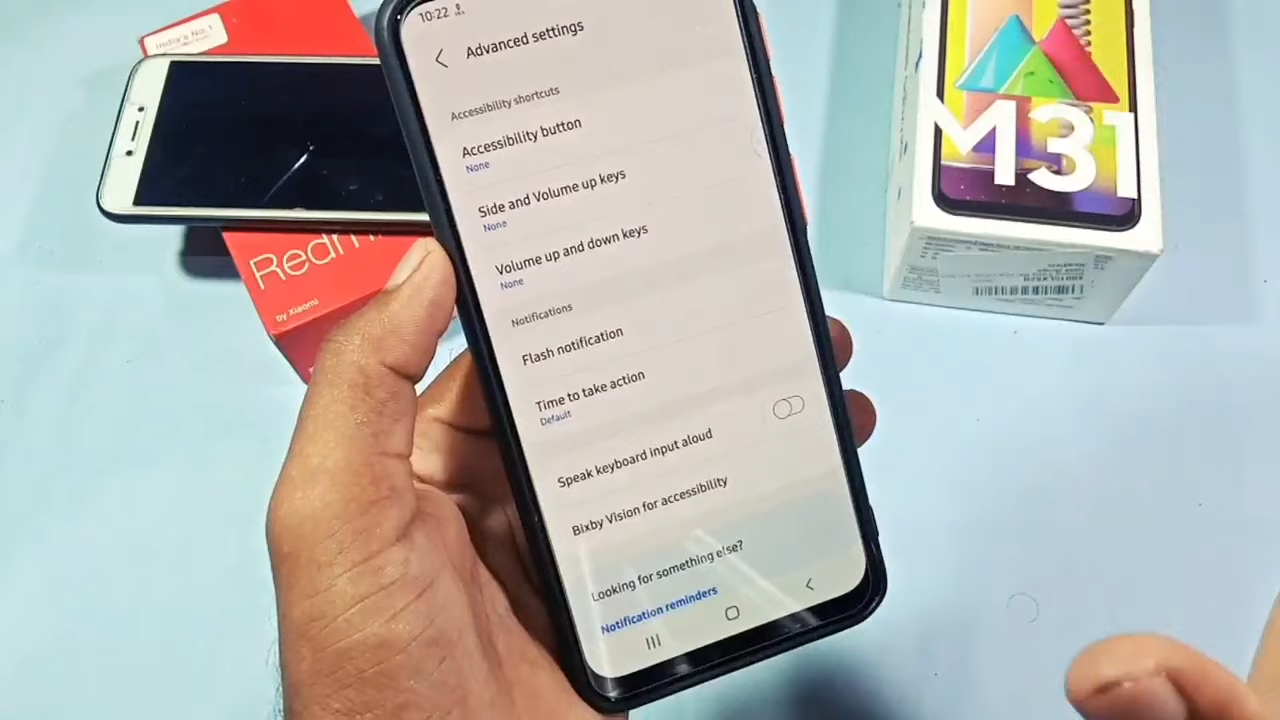 India's No.1
Redmi
by Xiaomi
10:22
Advanced settings
Accessibility shortcuts
Accessibility button
None
Side and Volume up keys
None
Volume up and down keys
None
Notifications
Flash notification
Time to take action
Default
Speak keyboard input aloud
Bixby Vision for accessibility
Looking for something else?
Notification reminders
M31